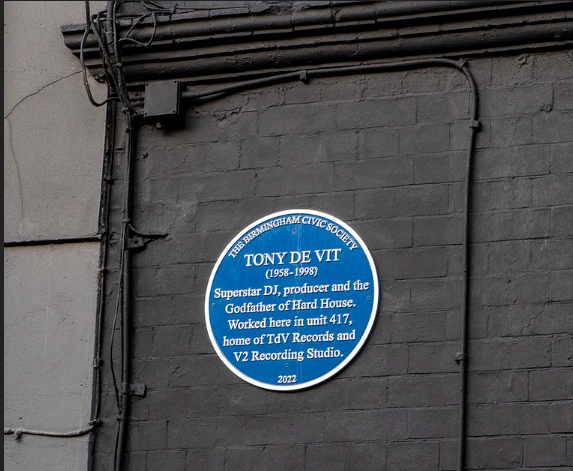 THE BIRMINGHAM CIVIC SOCIETY
TONY DE VIT
(1958-1998)
Superstar DJ, producer and the
Godfather of Hard House.
Worked here in unit 417,
home of TdV Records and
V2 Recording Studio.
2022